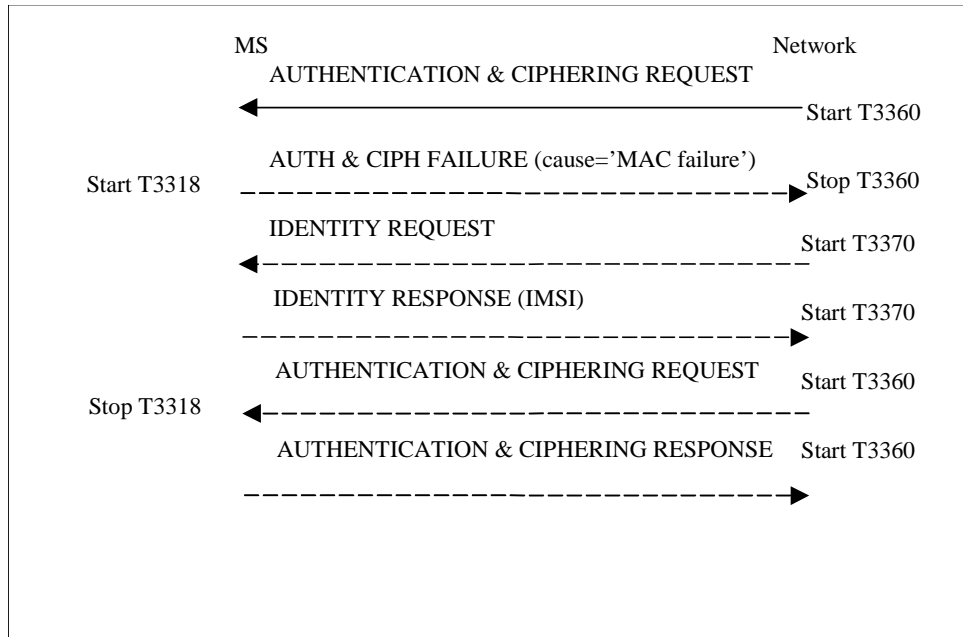 MS Network
AUTHENTICATION & CIPHERING REQUEST
Start T3360
AUTH & CIPH FAILURE (cause=’MAC failure’)
Start T3318 Stop T3360
IDENTITY REQUEST Start T3370
IDENTITY RESPONSE (IMSI) Start T3370
AUTHENTICATION & CIPHERING REQUEST Start T3360
Stop T3318
AUTHENTICATION & CIPHERING RESPONSE Start T3360